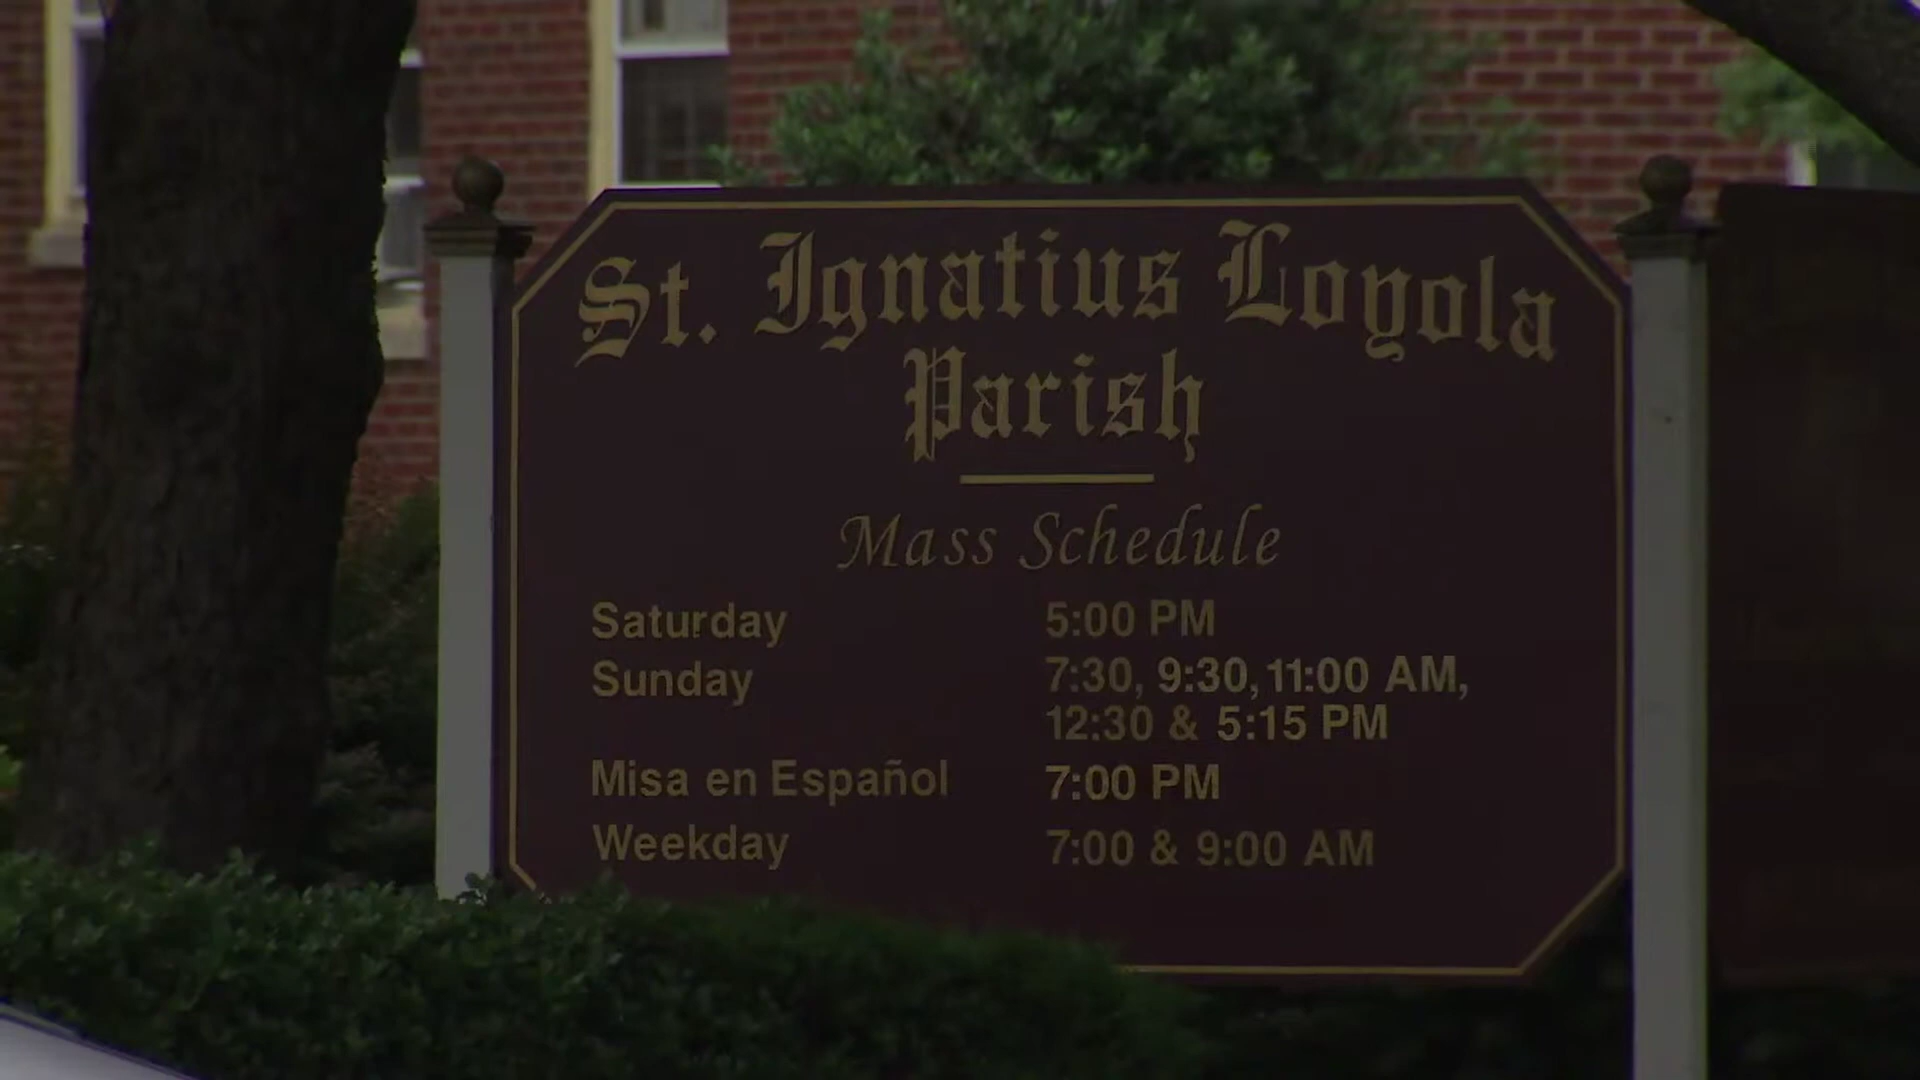 St. Ignatius Loyola
Parish
Mass Schedule
Saturday 5:00 PM
Sunday 7:30, 9:30, 11:00 AM,
12:30 & 5:15 PM
Misa en Español 7:00 PM
Weekday 7:00 & 9:00 AM